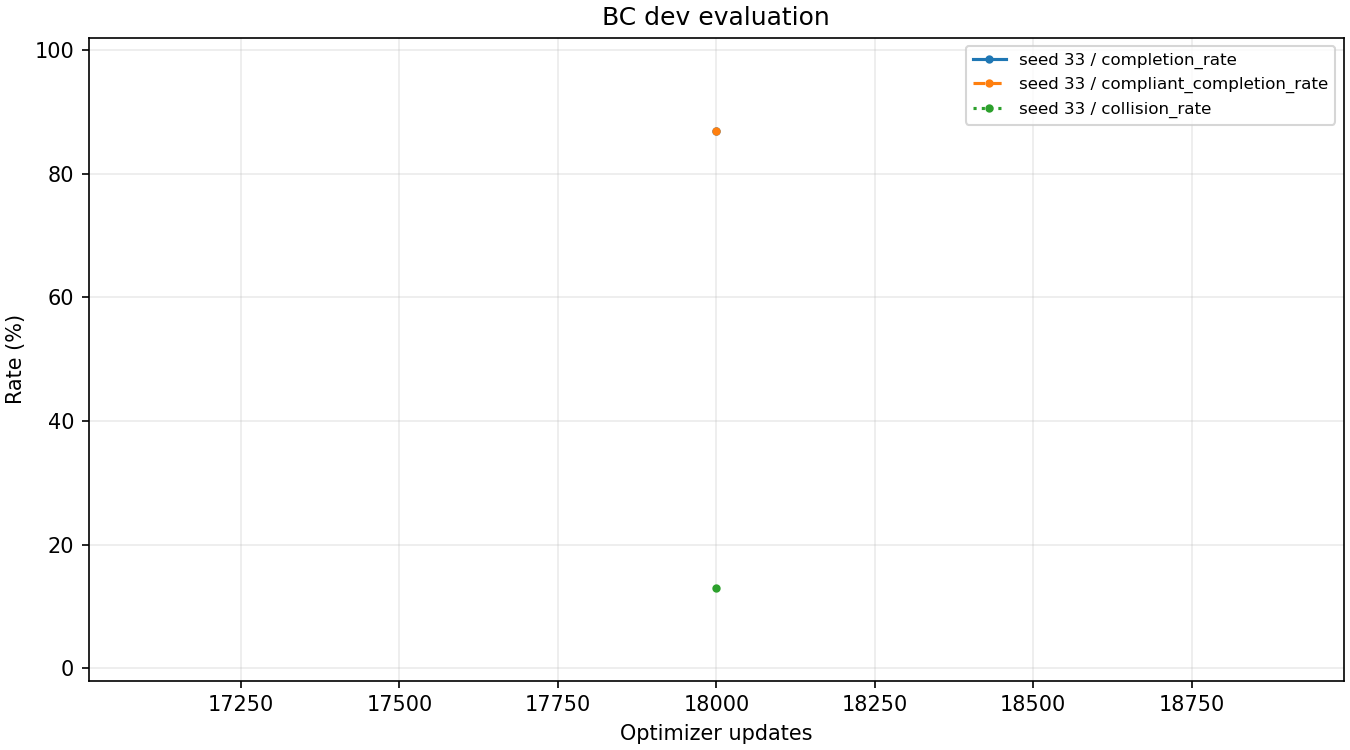 BC dev evaluation
100
80
60
40
20
0
Rate (%)
seed 33 / completion_rate
seed 33 / compliant_completion_rate
seed 33 / collision_rate
17250
17500
17750
18000
18250
18500
18750
Optimizer updates